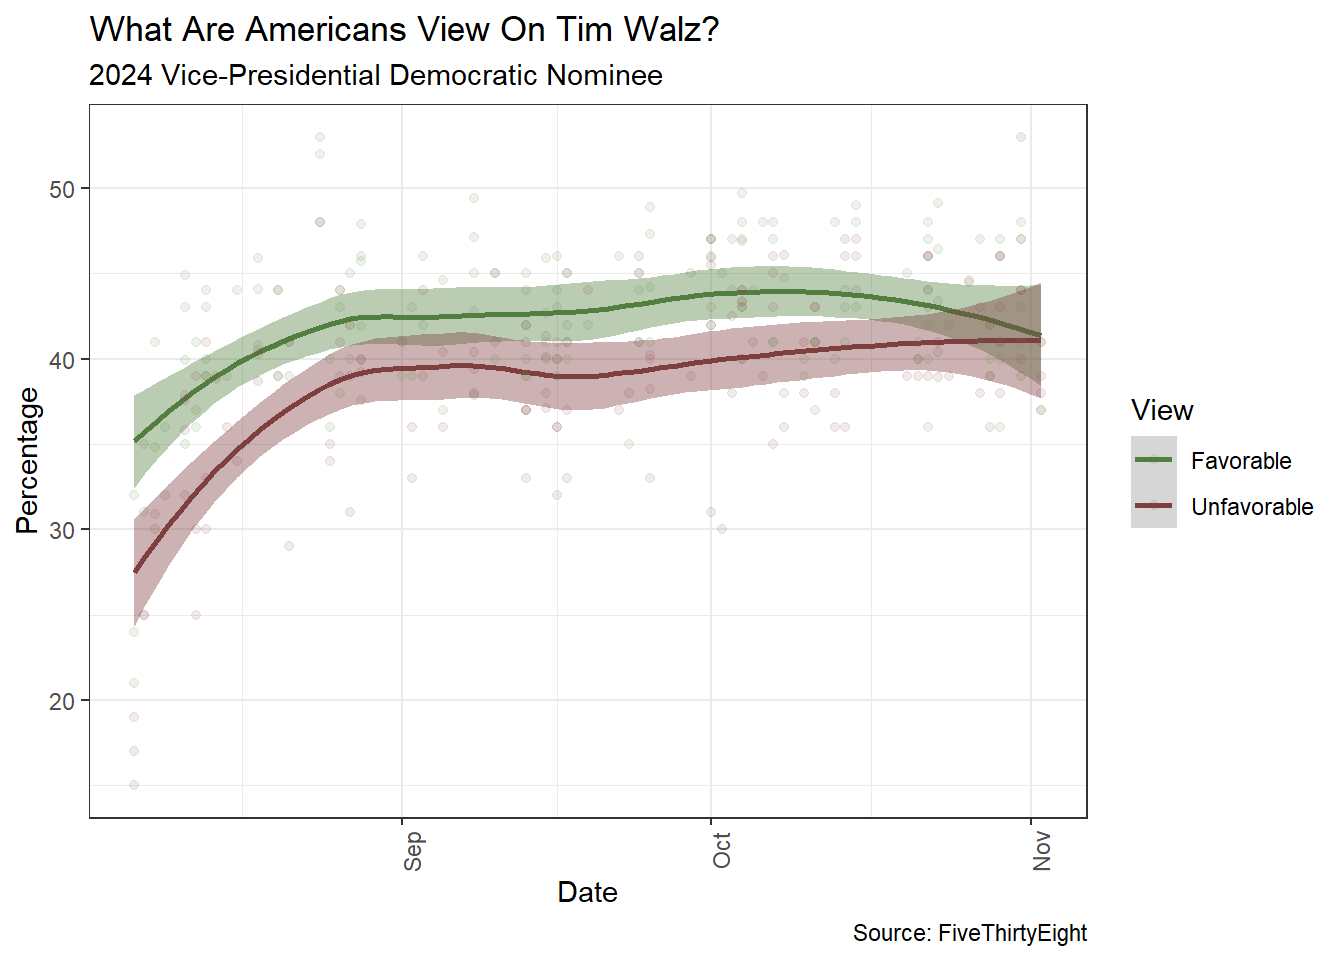 What Are Americans View On Tim Walz?
2024 Vice-Presidential Democratic Nominee
Percentage
50
40
30
20
Sep
Oct
Nov
Date
View
Favorable
Unfavorable
Source: FiveThirtyEight